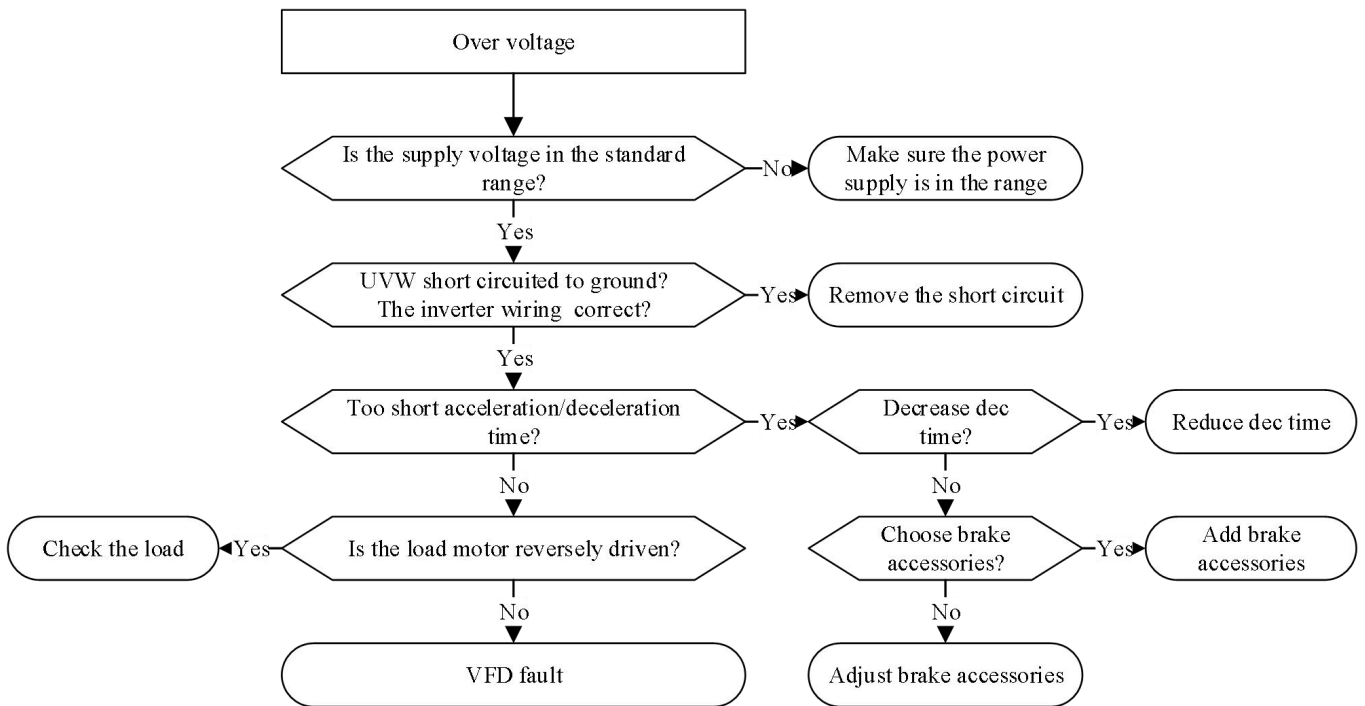 Over voltage
Is the supply voltage in the standard
range?
No
Make sure the power
supply is in the range
Yes
UVW short circuited to ground?
The inverter wiring correct?
Yes
Remove the short circuit
Yes
Too short acceleration/deceleration
time?
Yes
Decrease dec
time?
Yes
Reduce dec time
No
No
Check the load
Yes
Is the load motor reversely driven?
Choose brake
accessories?
Yes
Add brake
accessories
No
No
VFD fault
Adjust brake accessories